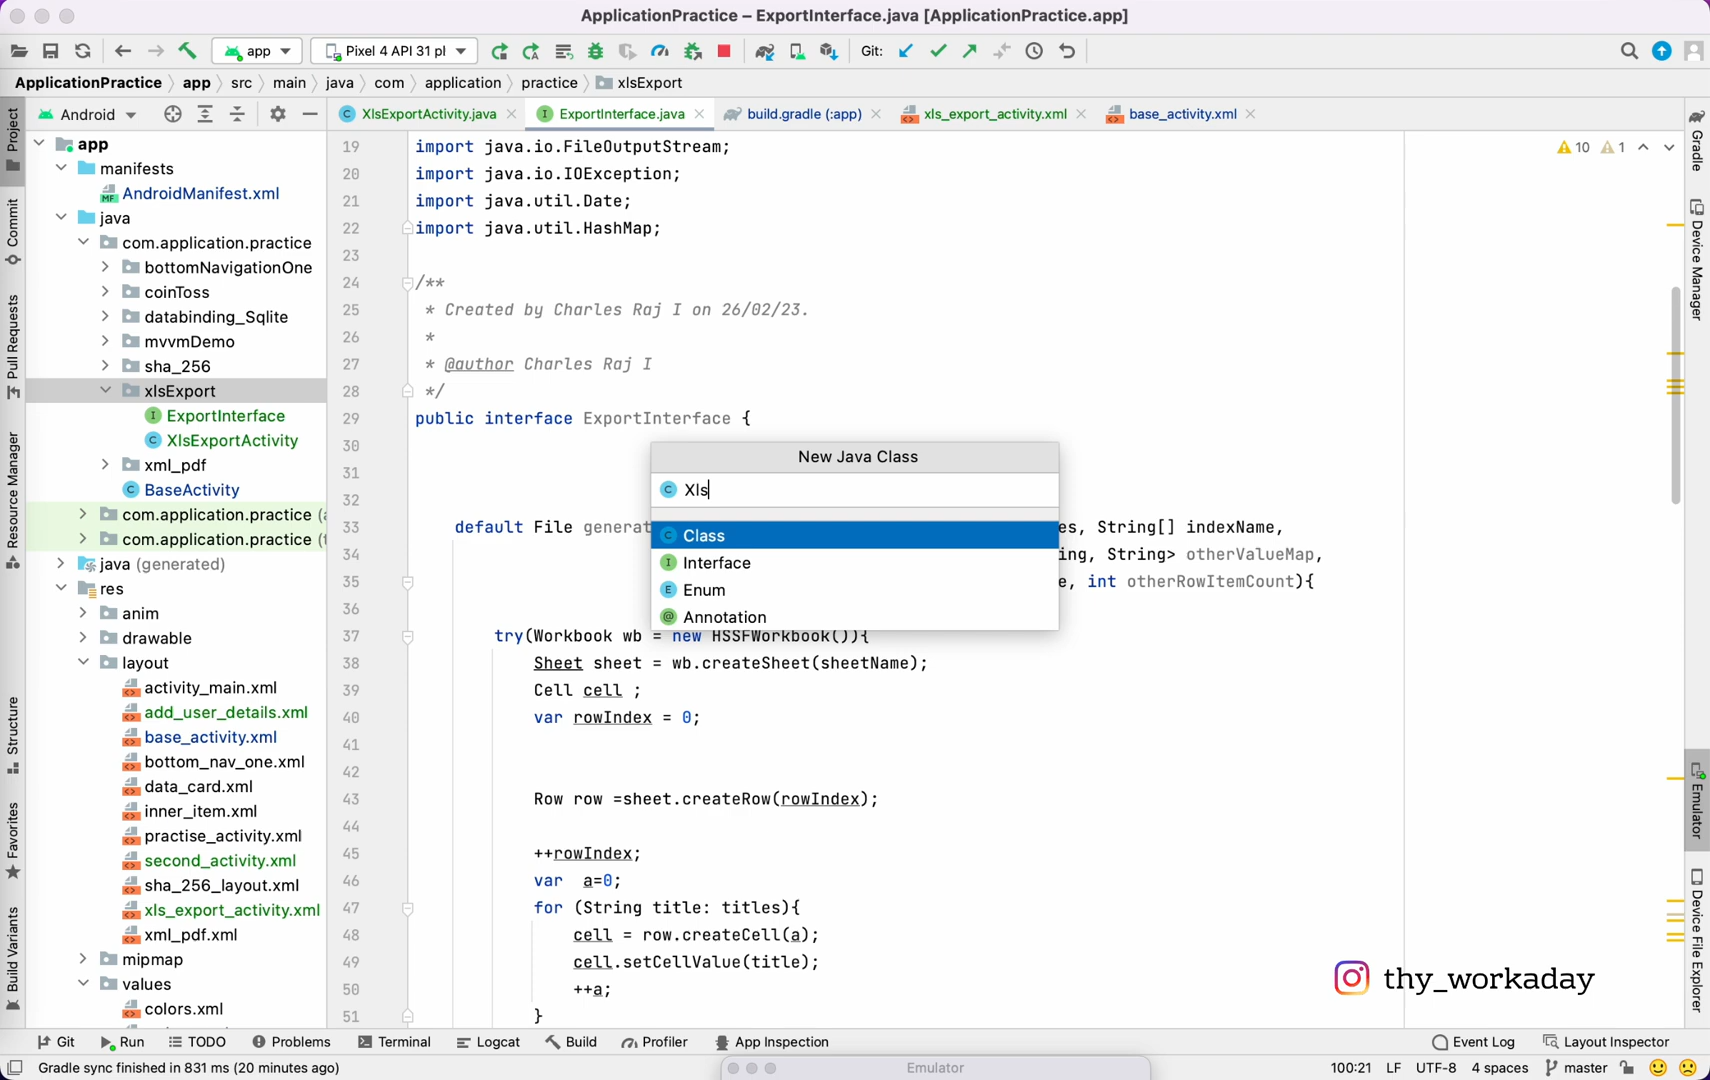 ApplicationPractice – ExportInterface.java [ApplicationPractice.app]
app
Pixel 4 API 31 pl
Git:
ApplicationPractice app src main java com application practice xlsExport
Android
XlsExportActivity.java
ExportInterface.java
build.gradle (:app)
xls_export_activity.xml
base_activity.xml
Project
Commit
Pull Requests
Resource Manager
Structure
Favorites
Build Variants
app
manifests
AndroidManifest.xml
java
com.application.practice
bottomNavigationOne
coinToss
databinding_Sqlite
mvvmDemo
sha_256
xlsExport
ExportInterface
XlsExportActivity
xml_pdf
BaseActivity
com.application.practice (
com.application.practice (
java (generated)
res
anim
drawable
layout
activity_main.xml
add_user_details.xml
base_activity.xml
bottom_nav_one.xml
data_card.xml
inner_item.xml
practise_activity.xml
second_activity.xml
sha_256_layout.xml
xls_export_activity.xml
xml_pdf.xml
mipmap
values
colors.xml
10 1
19 import java.io.FileOutputStream;
20 import java.io.IOException;
21 import java.util.Date;
22 import java.util.HashMap;
23
24 /**
25 * Created by Charles Raj I on 26/02/23.
26 *
27 * @author Charles Raj I
28 */
29 public interface ExportInterface {
30
31
32
33 default File generat es, String[] indexName,
34 ing, String> otherValueMap,
35 e, int otherRowItemCount){
36
37 try(Workbook wb = new HSSFWorkbook()){
38 Sheet sheet = wb.createSheet(sheetName);
39 Cell cell ;
40 var rowIndex = 0;
41
42
43 Row row =sheet.createRow(rowIndex);
44
45 ++rowIndex;
46 var a=0;
47 for (String title: titles){
48 cell = row.createCell(a);
49 cell.setCellValue(title);
50 ++a;
51 }
New Java Class
C Xls
C Class
I Interface
E Enum
@ Annotation
thy_workaday
Gradle
Device Manager
Emulator
Device File Explorer
Git Run TODO Problems Terminal Logcat Build Profiler App Inspection Event Log Layout Inspector
Gradle sync finished in 831 ms (20 minutes ago)
Emulator
100:21 LF UTF-8 4 spaces master